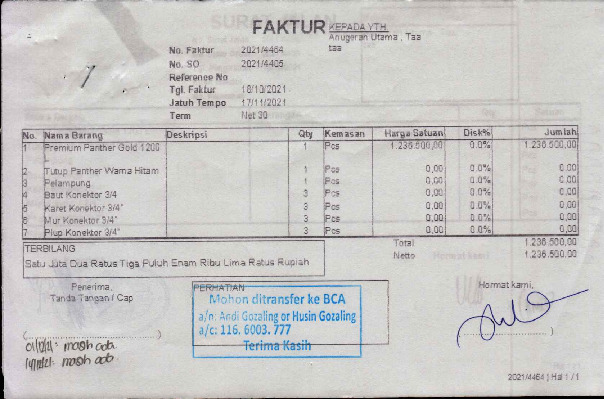 FAKTUR
KEPADA YTH.
Anugerah Utama , Taa
taa
No. Faktur 2021/4464
No. SO 2021/4405
Reference No
Tgl. Faktur 18/10/2021
Jatuh Tempo 17/11/2021
Term Net 30
No. Nama Barang Deskripsi Qty Kemasan Harga Satuan Disk% Jumlah
1 Premium Panther Gold 1200 1 Pcs 1.236.500,00 0.0% 1.236.500,00
L
2 Tutup Panther Warna Hitam 1 Pcs 0,00 0.0% 0,00
3 Pelampung 1 Pcs 0,00 0.0% 0,00
4 Baut Konektor 3/4 3 Pcs 0,00 0.0% 0,00
5 Karet Konektor 3/4" 3 Pcs 0,00 0.0% 0,00
6 Mur Konektor 3/4" 3 Pcs 0,00 0.0% 0,00
7 Plup Konektor 3/4" 3 Pcs 0,00 0.0% 0,00
Total 1.236.500,00
Netto 1.236.500,00
TERBILANG
Satu Juta Dua Ratus Tiga Puluh Enam Ribu Lima Ratus Rupiah
Penerima,
Tanda Tangan / Cap
PERHATIAN
Mohon ditransfer ke BCA
a/n: Andi Gozaling or Husin Gozaling
a/c: 116. 6003. 777
Terima Kasih
Hormat kami,
01/12/21: masih ada.
masih ada
2021/4464 | Hal 1 / 1